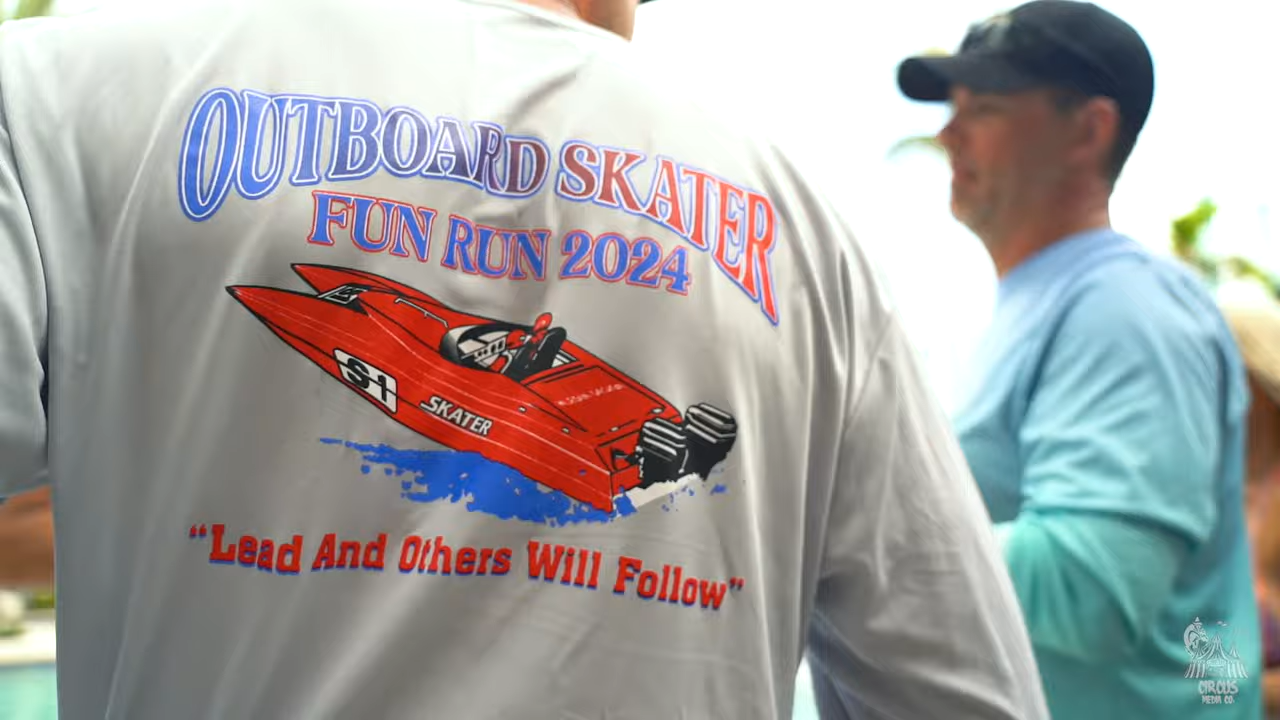 OUTBOARD SKATER
FUN RUN 2024
S1
SKATER
“Lead And Others Will Follow”
CIRCUS
MEDIA CO.